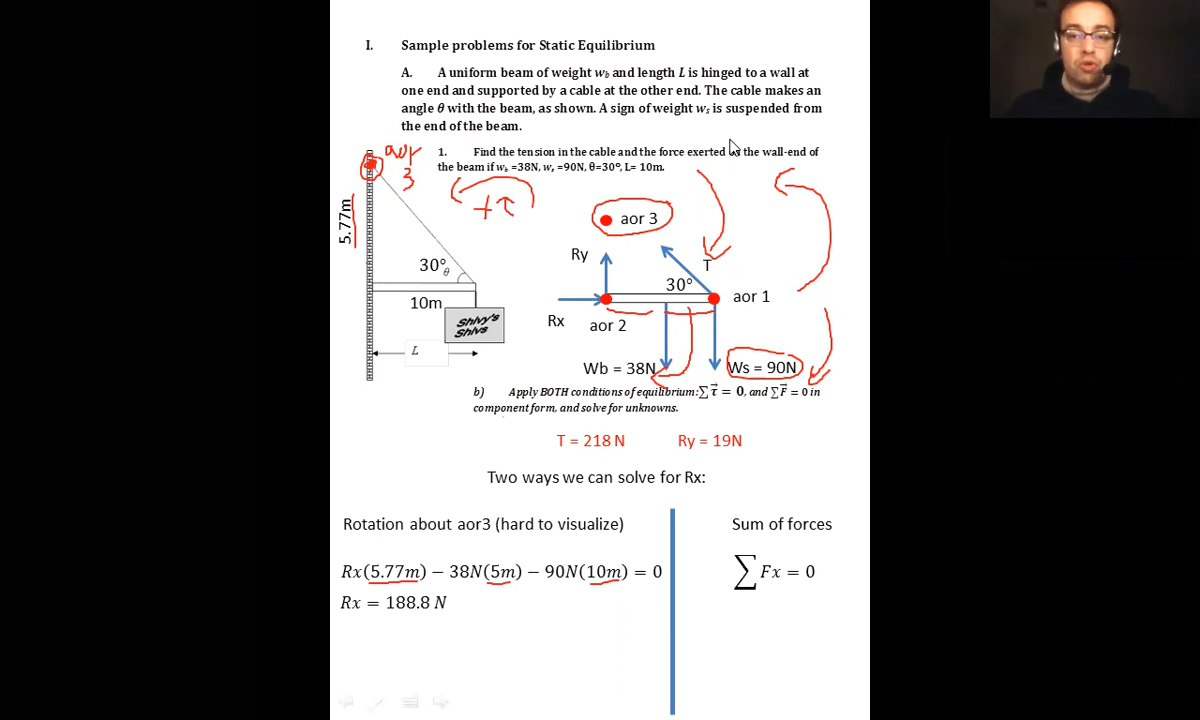 I. Sample problems for Static Equilibrium
A. A uniform beam of weight wb and length L is hinged to a wall at
one end and supported by a cable at the other end. The cable makes an
angle θ with the beam, as shown. A sign of weight ws is suspended from
the end of the beam.
1. Find the tension in the cable and the force exerted by the wall-end of
the beam if wb =38N, ws =90N, θ=30°, L= 10m.
aor
3
+τ
5.77m
30°
θ
10m
Shivy's
Shivs
L
aor 3
Ry
T
30°
aor 1
Rx
aor 2
Wb = 38N
Ws = 90N
b) Apply BOTH conditions of equilibrium:∑τ⃗ = 0, and ∑F⃗ = 0 in
component form, and solve for unknowns.
T = 218 N Ry = 19N
Two ways we can solve for Rx:
Rotation about aor3 (hard to visualize)
Rx(5.77m) − 38N(5m) − 90N(10m) = 0
Rx = 188.8 N
Sum of forces
∑ Fx = 0